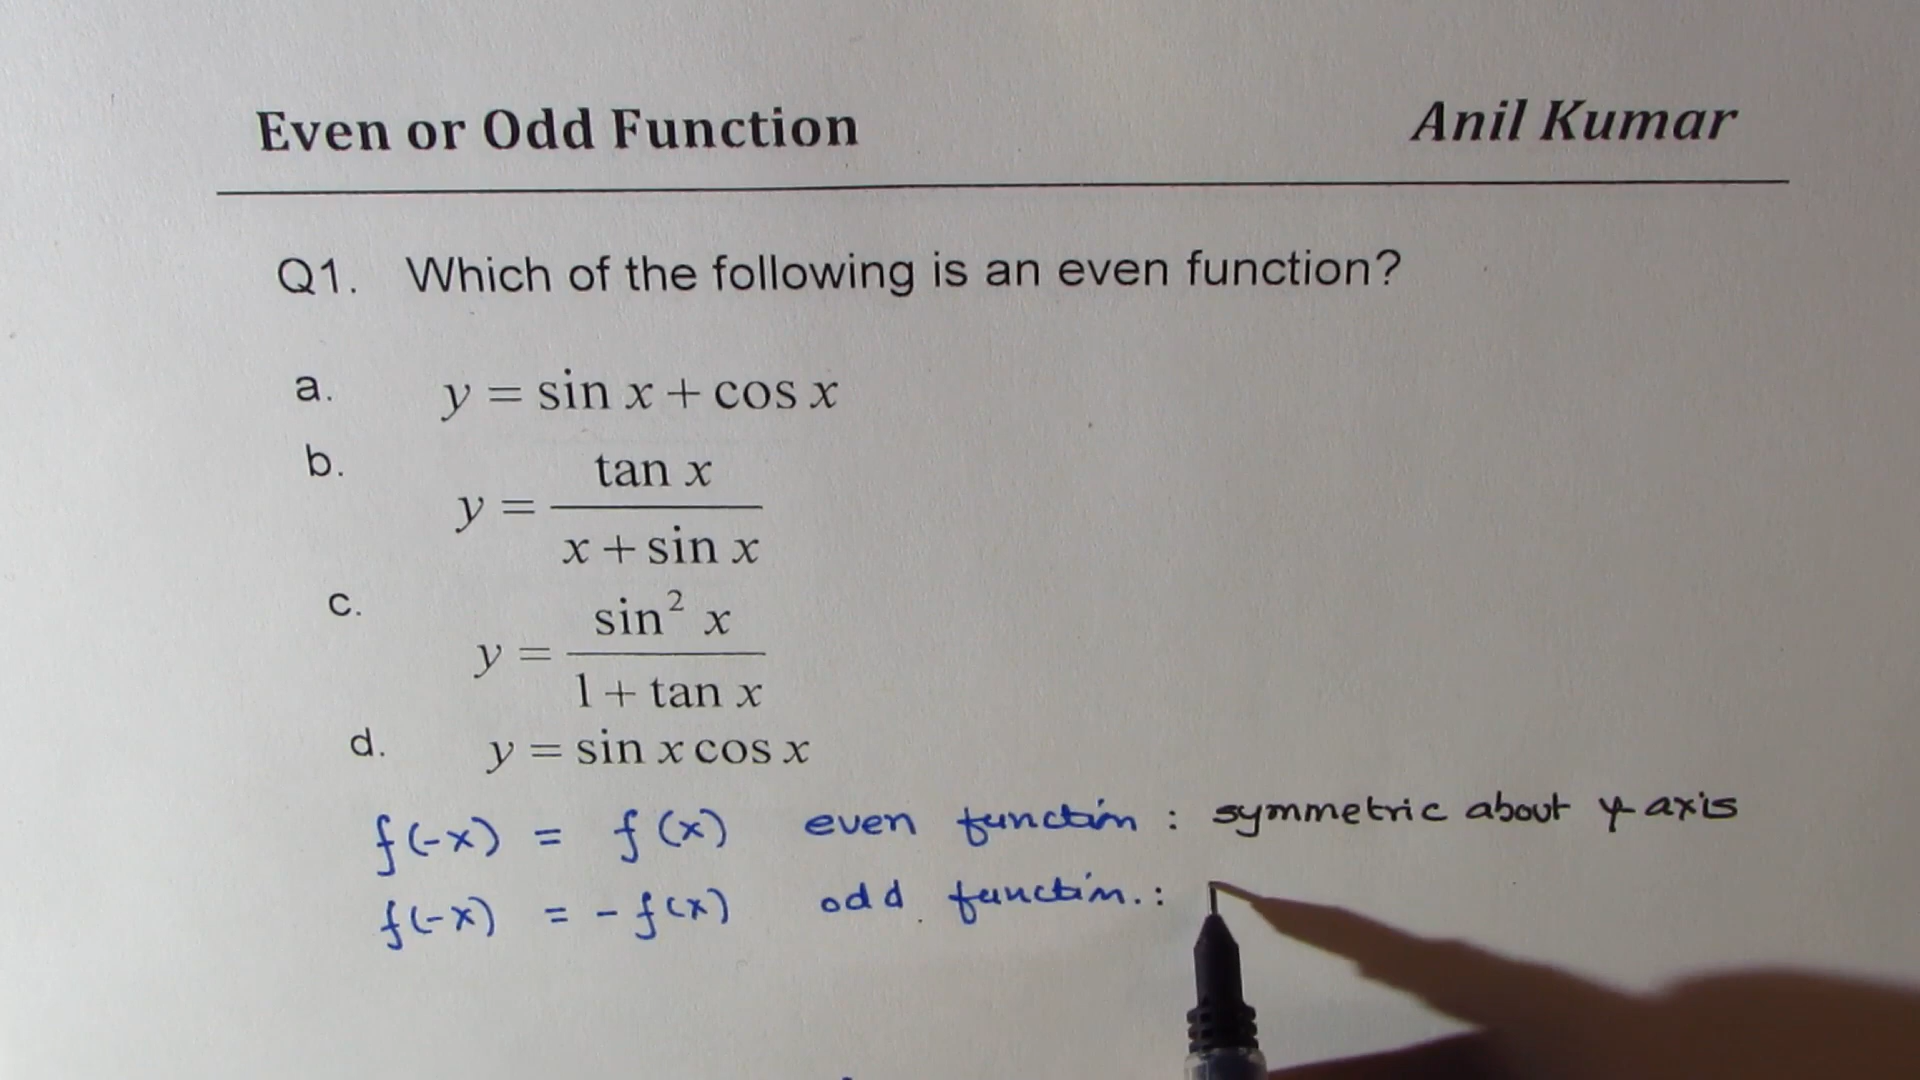 Even or Odd Function Anil Kumar
Q1. Which of the following is an even function?
a. y = sin x + cos x
b. y = tan x / (x + sin x)
c. y = sin² x / (1 + tan x)
d. y = sin x cos x
f(-x) = f(x) even function : symmetric about y axis
f(-x) = - f(x) odd function. :